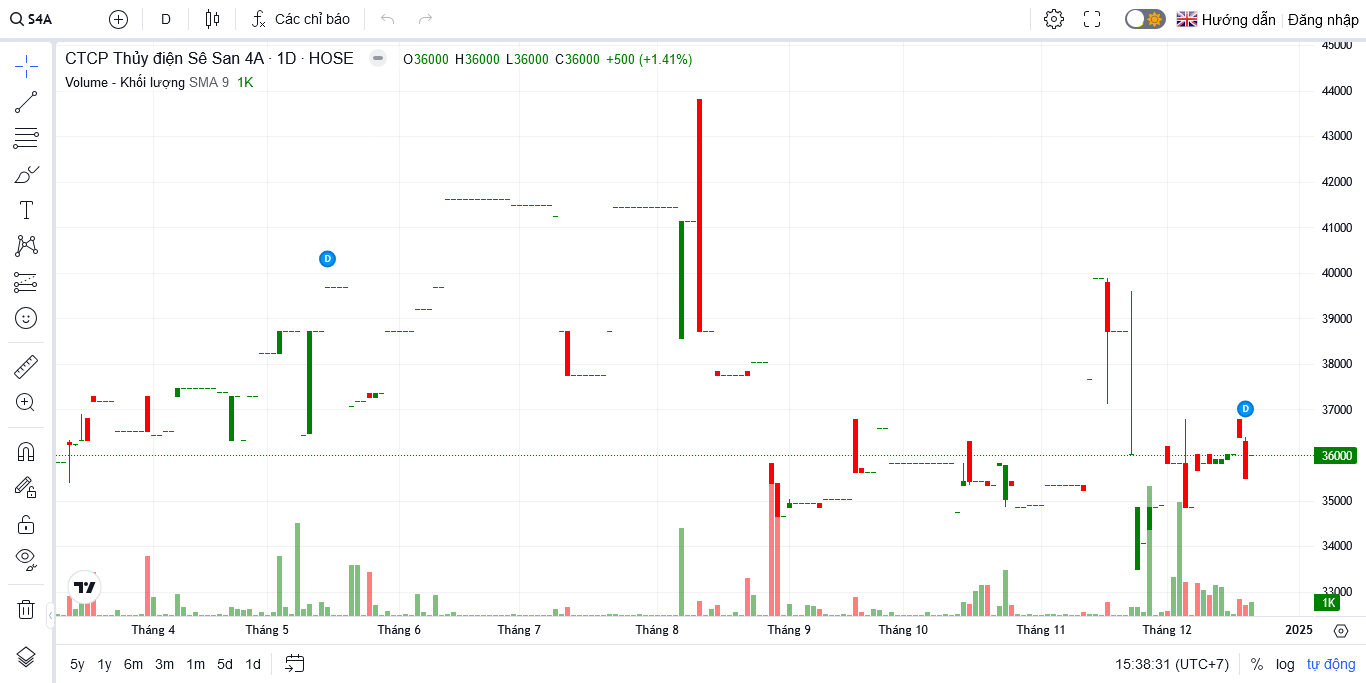 S4A D Các chỉ báo Hướng dẫn Đăng nhập
CTCP Thủy điện Sê San 4A · 1D · HOSE O36000 H36000 L36000 C36000 +500 (+1.41%)
Volume - Khối lượng SMA 9 1K
45000
44000
43000
42000
41000
40000
39000
38000
37000
36000
35000
34000
33000
1K
D
D
Tháng 4 Tháng 5 Tháng 6 Tháng 7 Tháng 8 Tháng 9 Tháng 10 Tháng 11 Tháng 12 2025
5y 1y 6m 3m 1m 5d 1d 15:38:31 (UTC+7) % log tự động